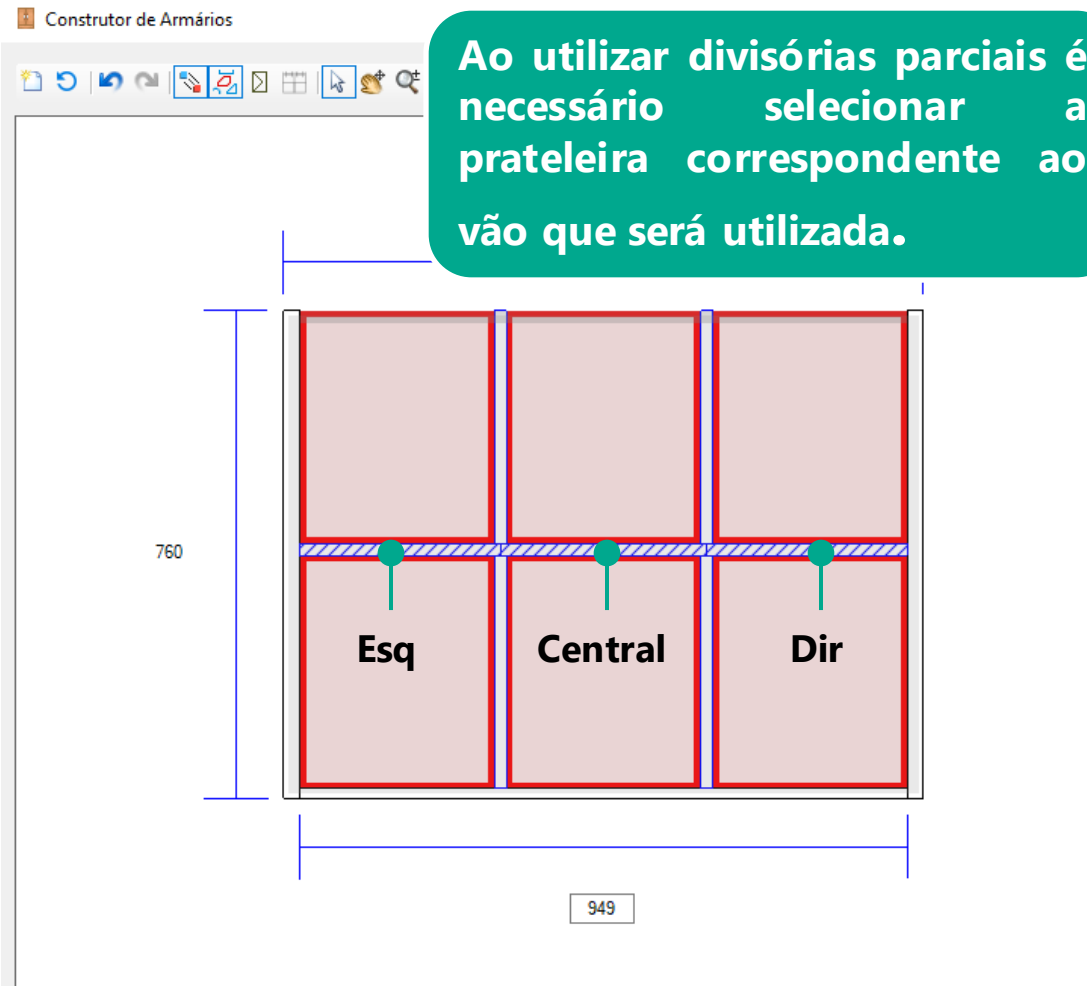 Construtor de Armários
Ao utilizar divisórias parciais é
necessário selecionar a
prateleira correspondente ao
vão que será utilizada.
760
Esq Central Dir
949